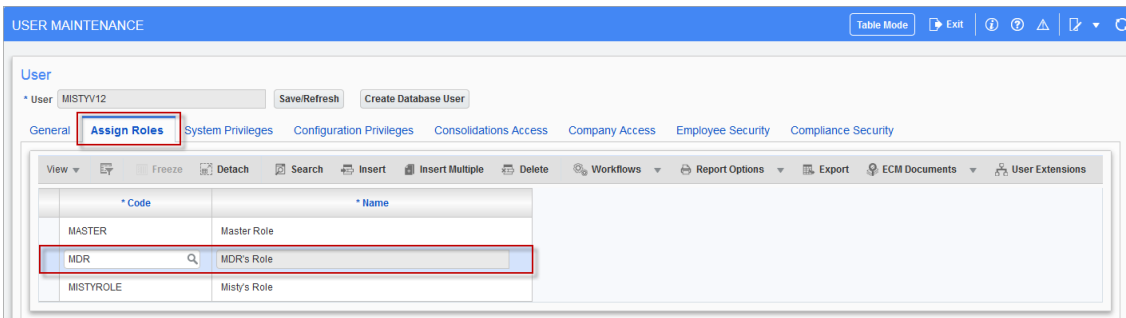 USER MAINTENANCE Table Mode Exit
User
* User MISTYV12 Save/Refresh Create Database User
General Assign Roles System Privileges Configuration Privileges Consolidations Access Company Access Employee Security Compliance Security
View Freeze Detach Search Insert Insert Multiple Delete Workflows Report Options Export ECM Documents User Extensions
* Code * Name
MASTER Master Role
MDR MDR's Role
MISTYROLE Misty's Role